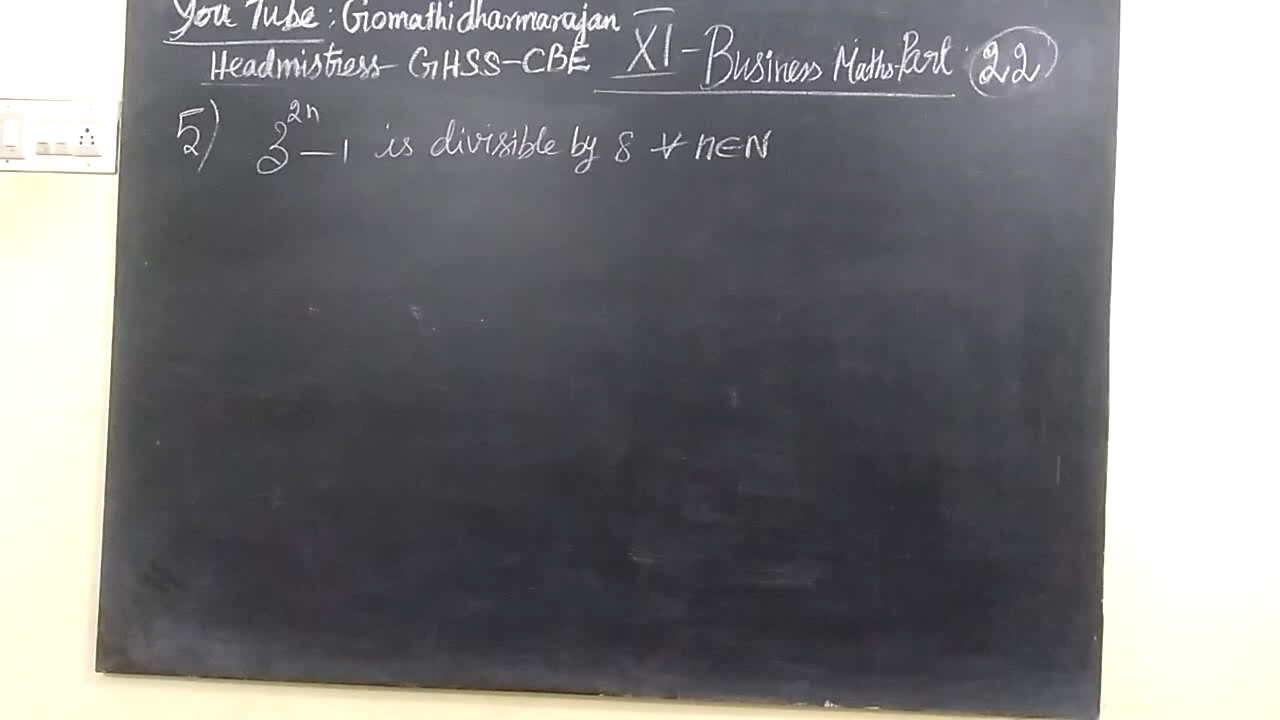 You Tube : Gomathidharmarajan
Headmistress - GHSS-CBE XI - Business Maths-Part 22
5) 3^{2n} - 1 is divisible by 8 ∀ n∈N